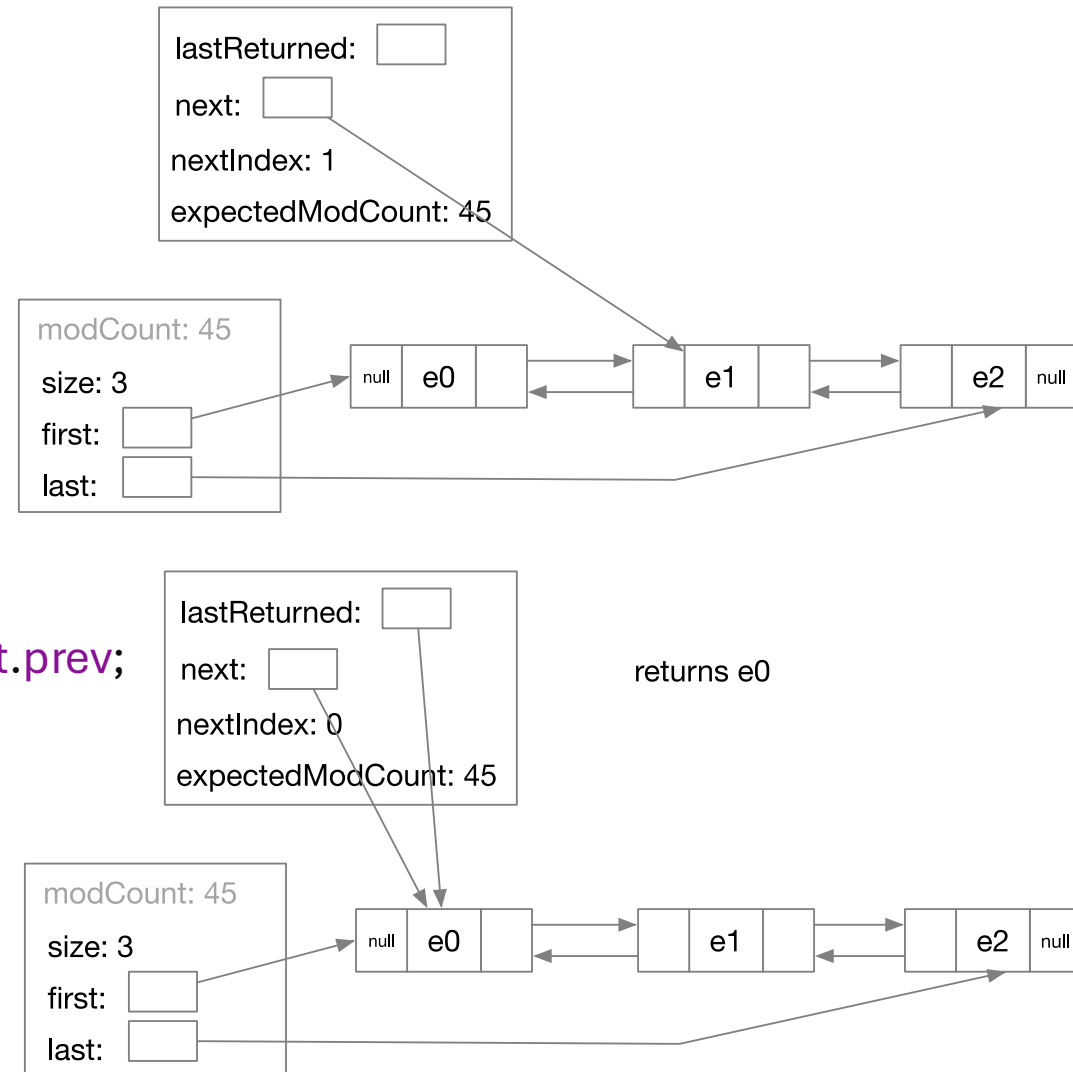 lastReturned:
next:
nextIndex: 1
expectedModCount: 45
modCount: 45
size: 3
first:
last:
null e0 e1 e2 null
lastReturned:
t.prev;
next:
returns e0
nextIndex: 0
expectedModCount: 45
modCount: 45
size: 3
first:
last:
null e0 e1 e2 null